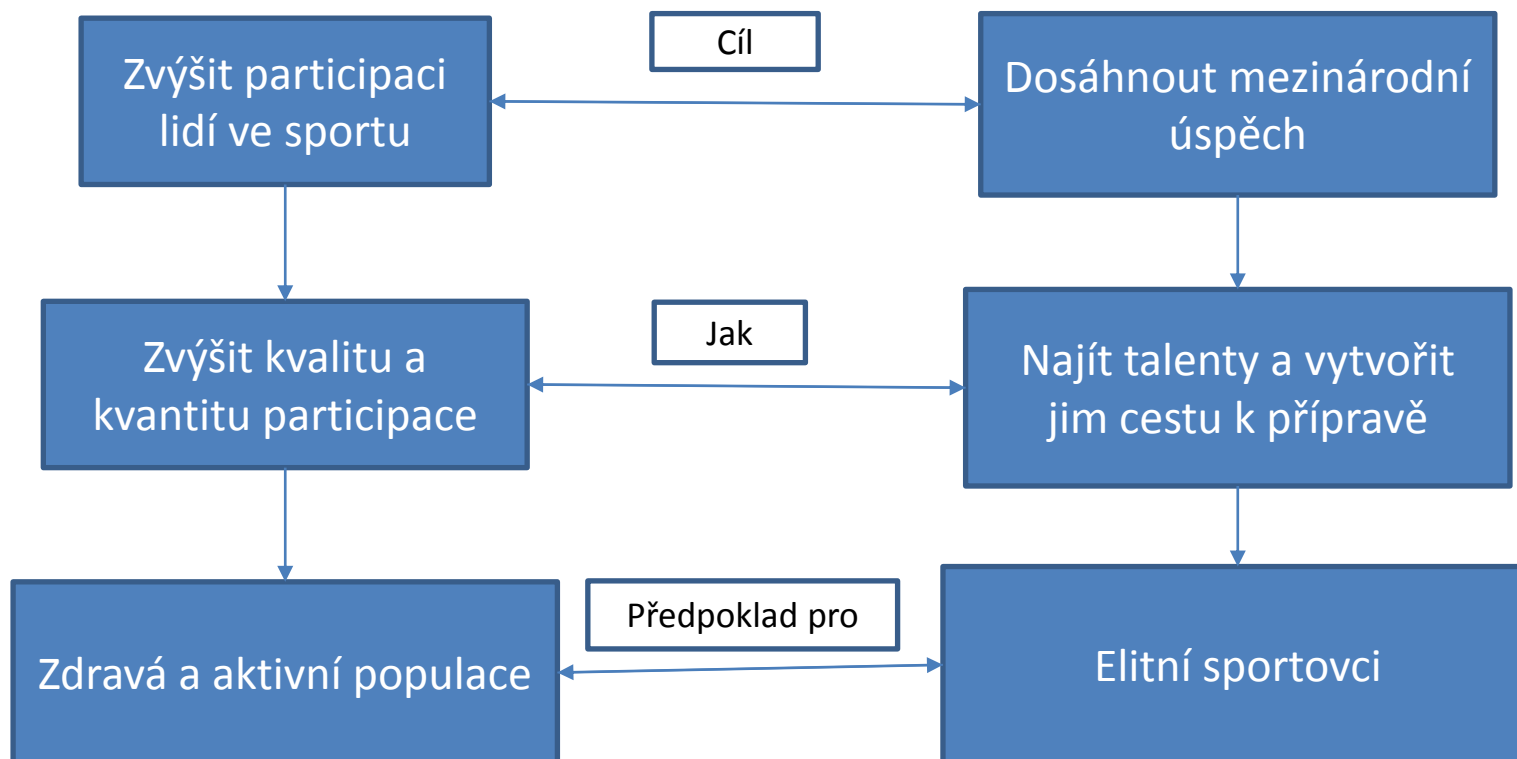 Zvýšit participaci
lidí ve sportu
Cíl
Dosáhnout mezinárodní
úspěch
Zvýšit kvalitu a
kvantitu participace
Jak
Najít talenty a vytvořit
jim cestu k přípravě
Zdravá a aktivní populace
Předpoklad pro
Elitní sportovci